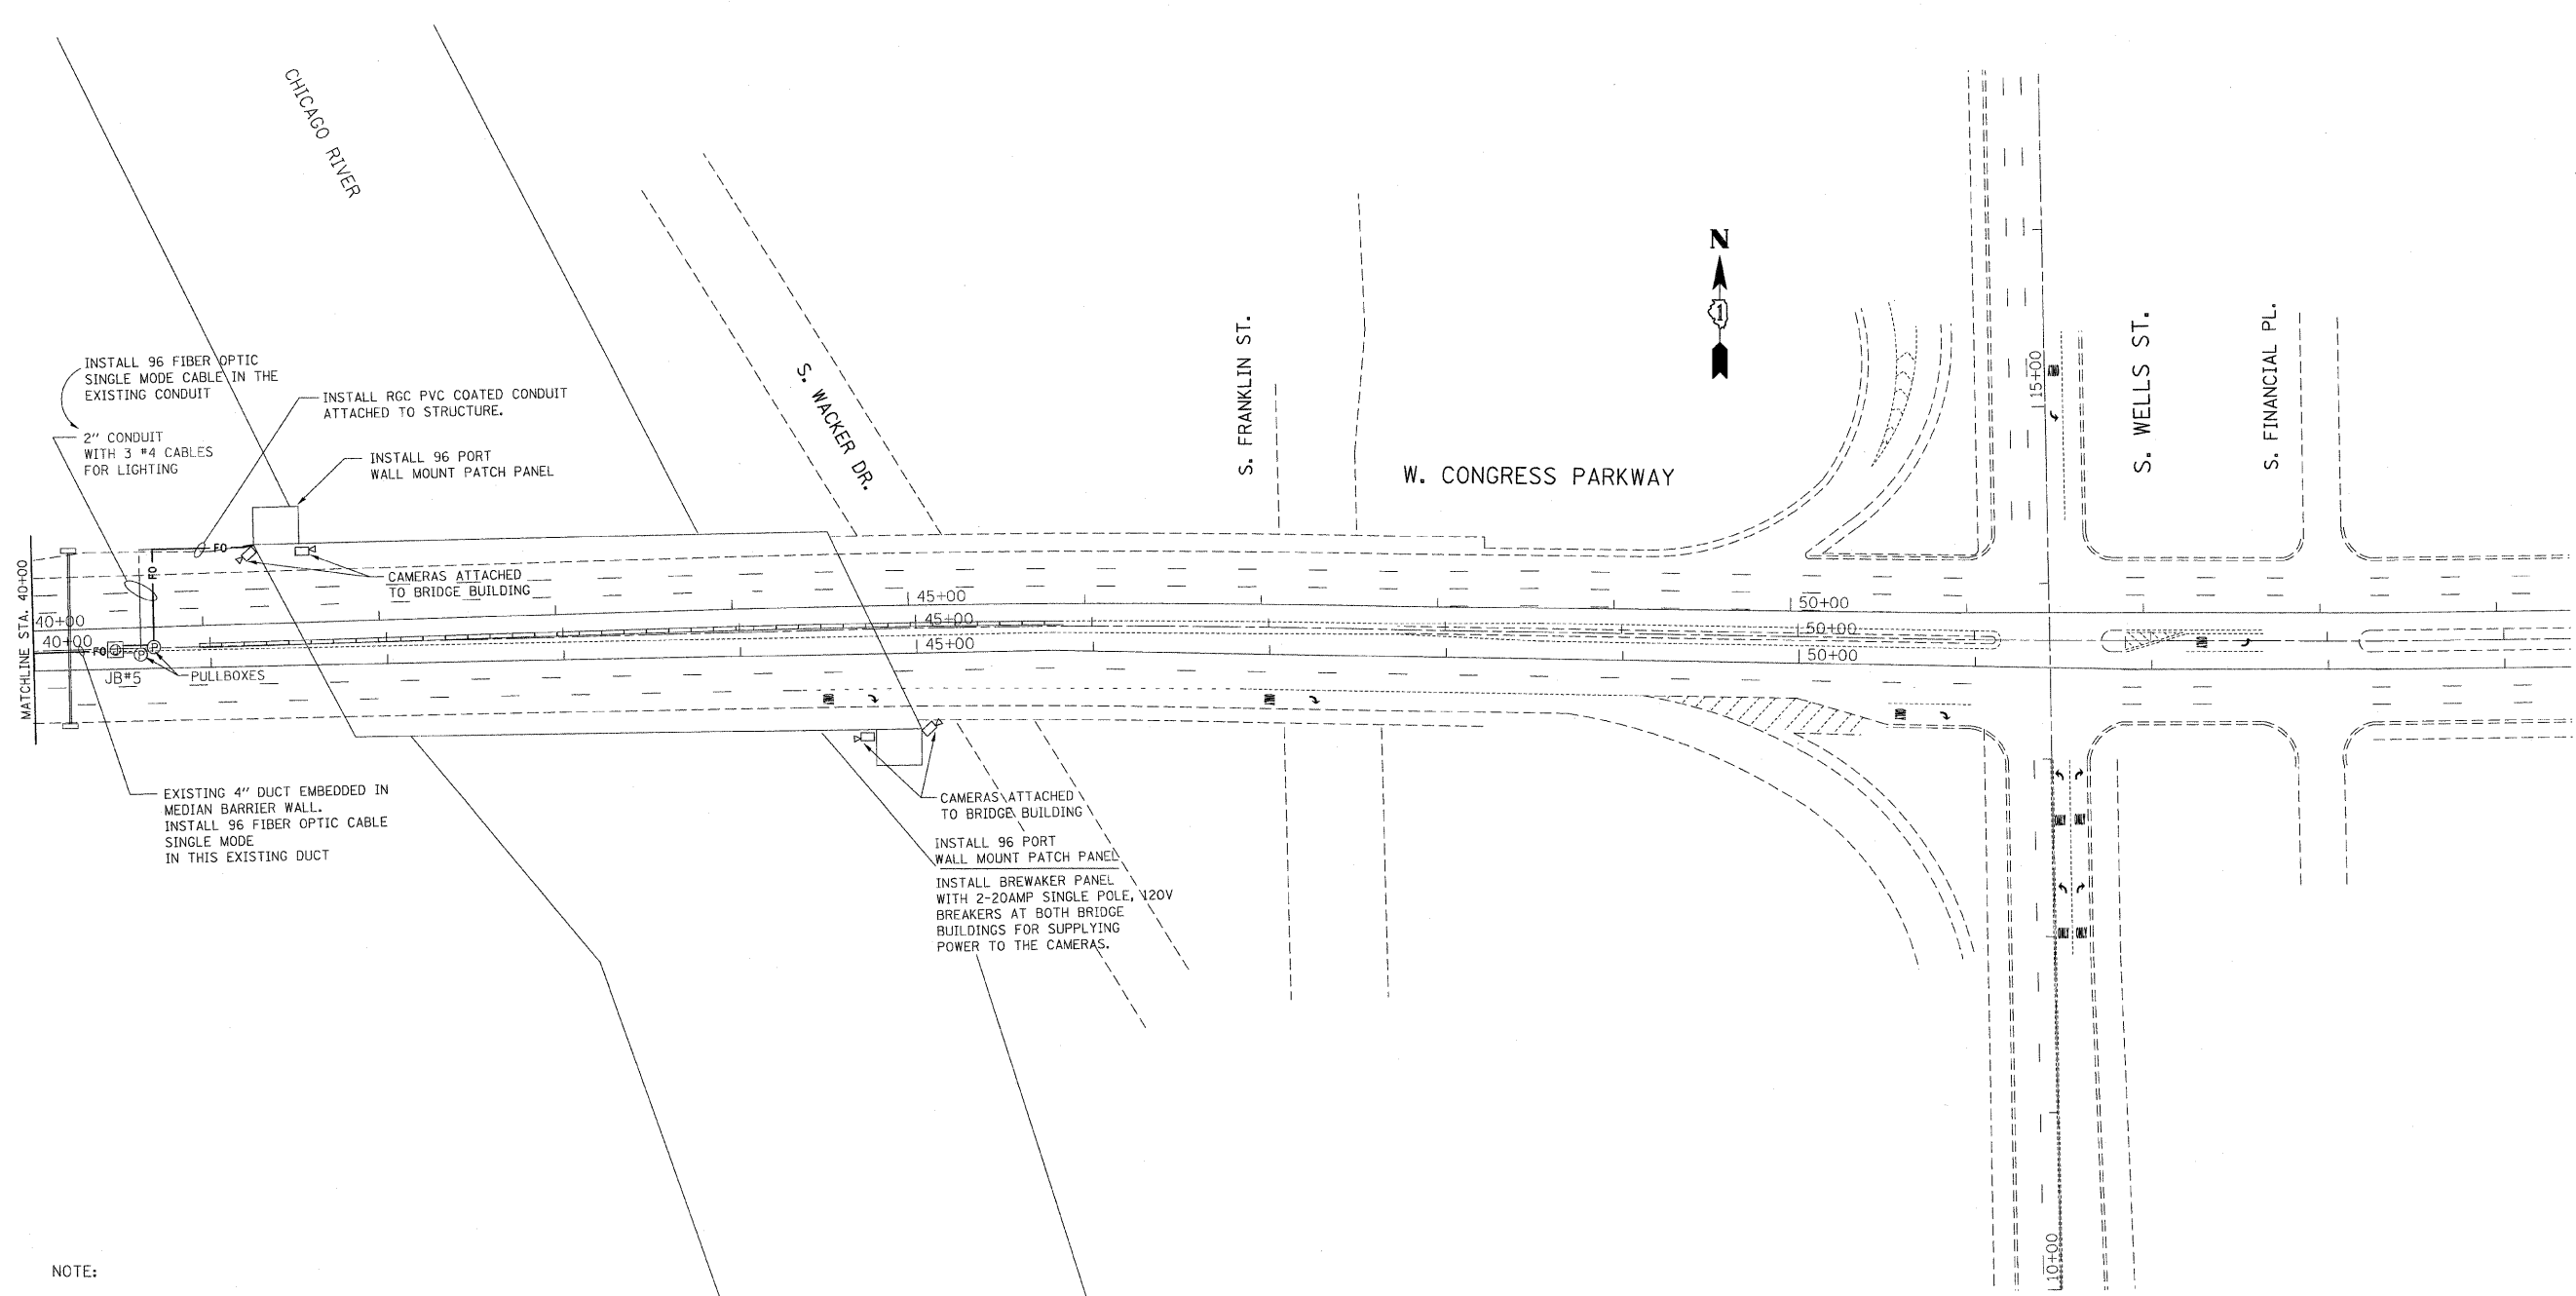 CHICAGO RIVER
N
1
INSTALL 96 FIBER OPTIC
SINGLE MODE CABLE IN THE
EXISTING CONDUIT
2" CONDUIT
WITH 3 #4 CABLES
FOR LIGHTING
INSTALL RGC PVC COATED CONDUIT
ATTACHED TO STRUCTURE.
INSTALL 96 PORT
WALL MOUNT PATCH PANEL
S. WACKER DR.
S. FRANKLIN ST.
W. CONGRESS PARKWAY
15+00
S. WELLS ST.
S. FINANCIAL PL.
ONLY
FO
FO
CAMERAS ATTACHED
TO BRIDGE BUILDING
MATCHLINE STA. 40+00
40+00
40+00
45+00
45+00
45+00
50+00
50+00
50+00
FO
P
P
JB#5
PULLBOXES
ONLY
ONLY
ONLY
ONLY
EXISTING 4" DUCT EMBEDDED IN
MEDIAN BARRIER WALL.
INSTALL 96 FIBER OPTIC CABLE
SINGLE MODE
IN THIS EXISTING DUCT
CAMERAS ATTACHED
TO BRIDGE BUILDING
INSTALL 96 PORT
WALL MOUNT PATCH PANEL
INSTALL BREWAKER PANEL
WITH 2-20AMP SINGLE POLE, 120V
BREAKERS AT BOTH BRIDGE
BUILDINGS FOR SUPPLYING
POWER TO THE CAMERAS.
ONLY ONLY
ONLY ONLY
10+00
NOTE: